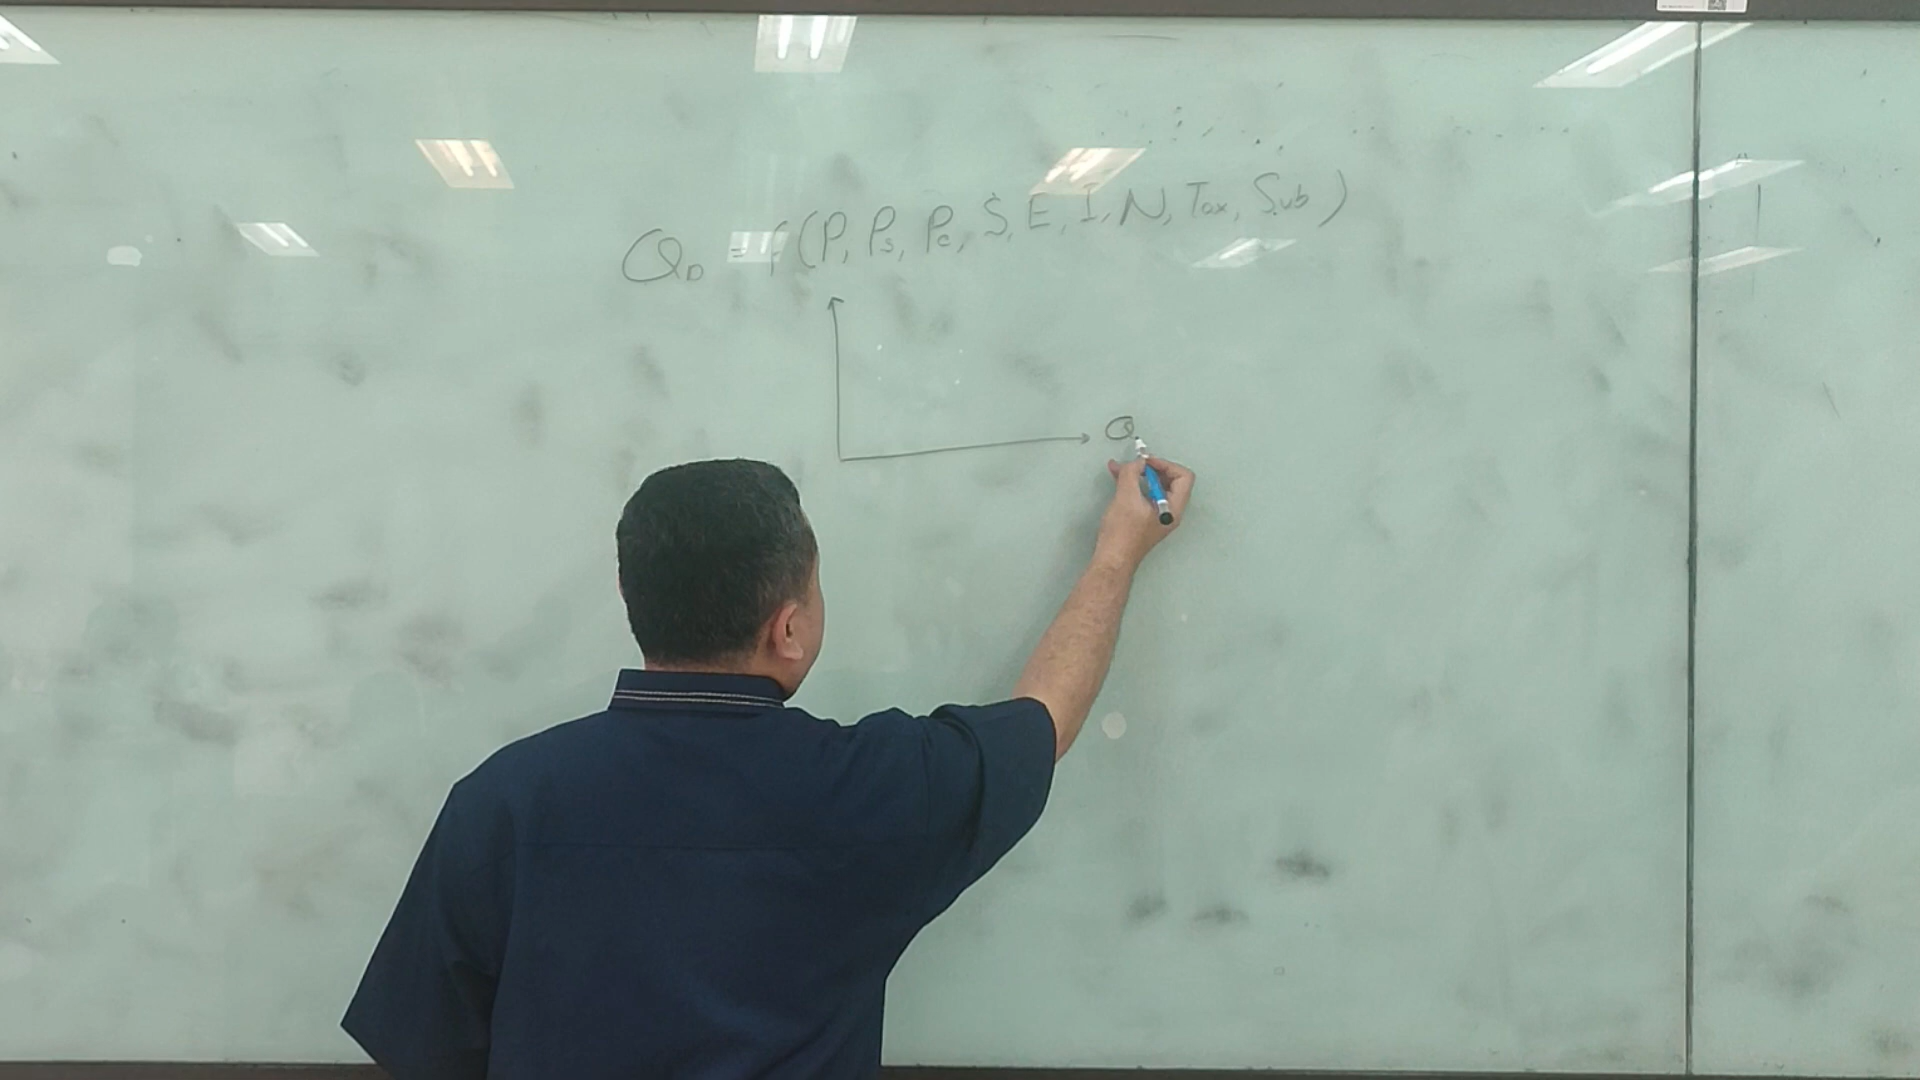 Q_D = f(P, P_s, P_c, S, E, I, N, Tax, Sub)
Q